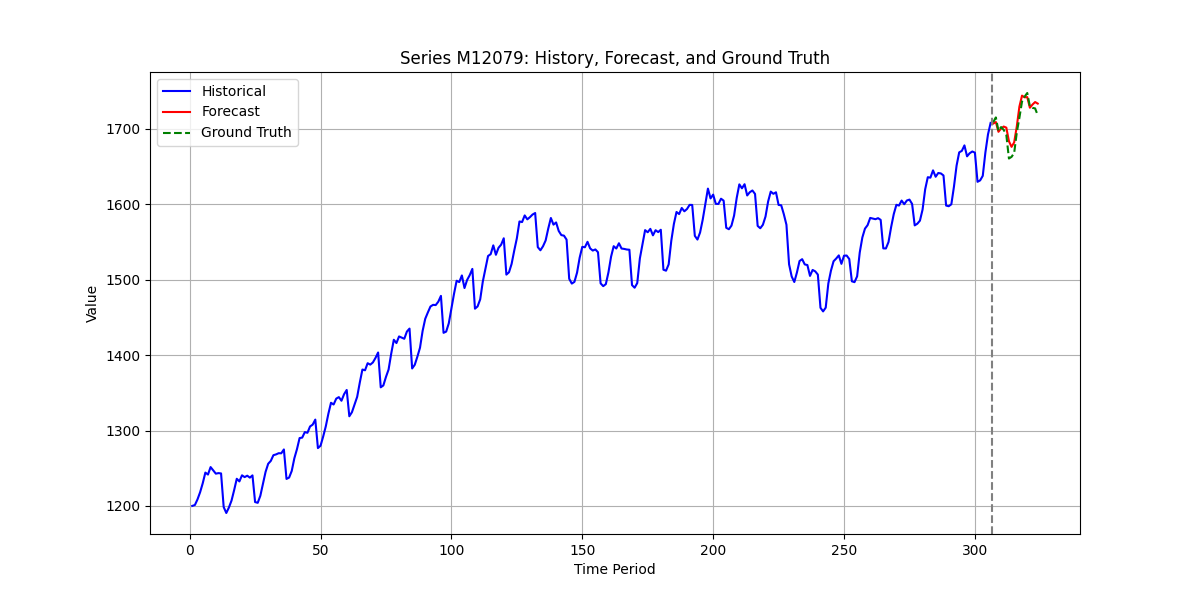 Series M12079: History, Forecast, and Ground Truth
Historical
Forecast
Ground Truth
Value
1700
1600
1500
1400
1300
1200
0 50 100 150 200 250 300
Time Period